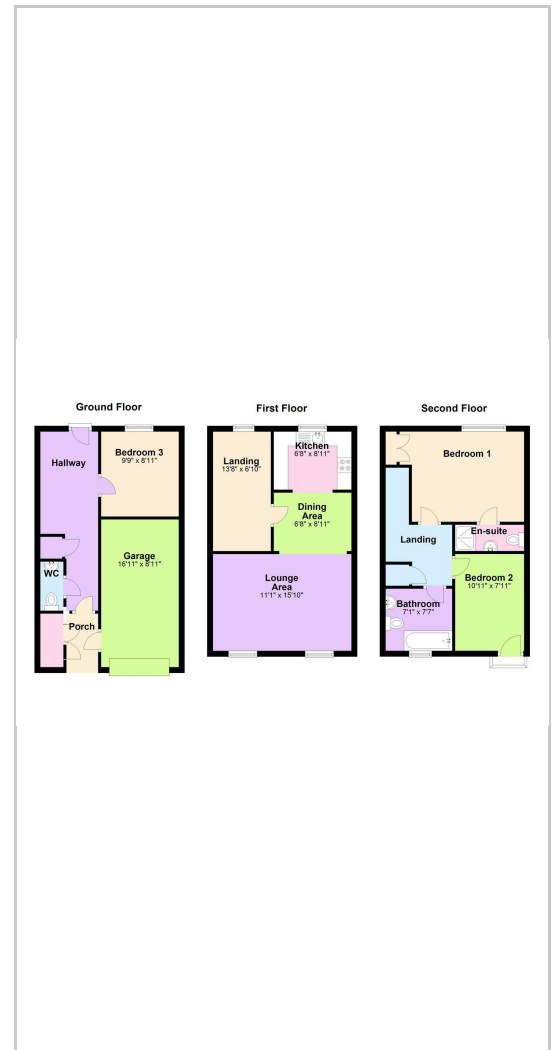 Ground Floor
Hallway
Bedroom 3
9'9" x 8'11"
Garage
16'11" x 8'11"
WC
Porch
First Floor
Kitchen
6'8" x 8'11"
Landing
13'8" x 6'10"
Dining
Area
6'8" x 8'11"
Lounge
Area
11'1" x 15'10"
Second Floor
Bedroom 1
En-suite
Landing
Bedroom 2
10'11" x 7'11"
Bathroom
7'1" x 7'7"